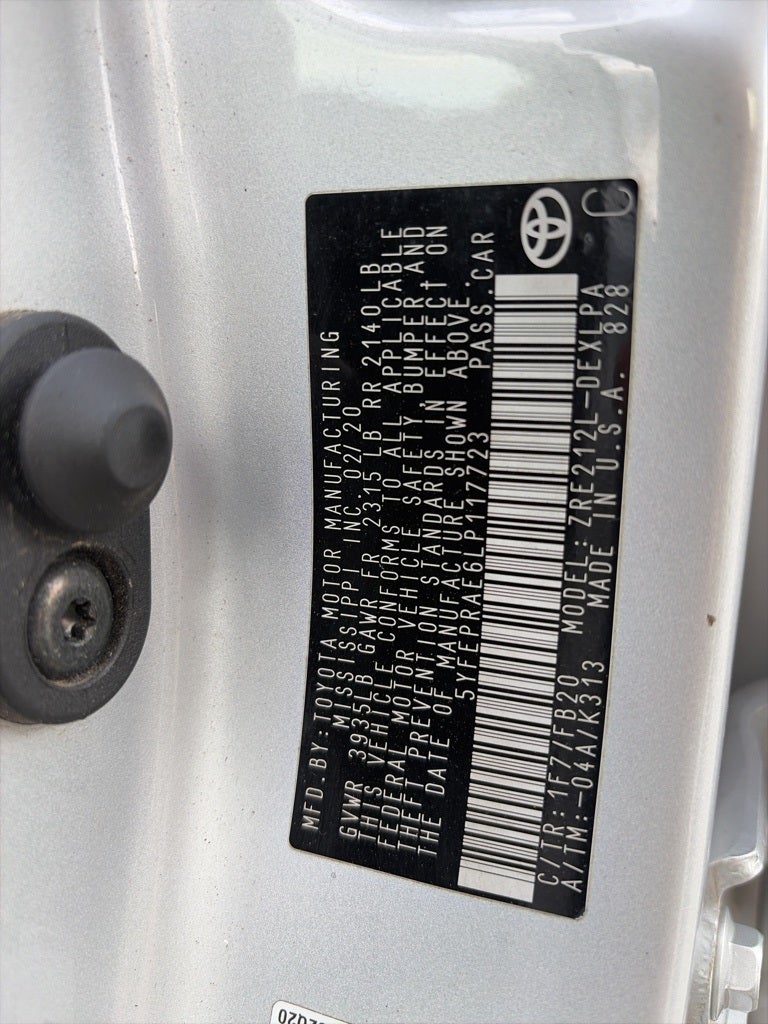 MFD.BY:TOYOTA MOTOR MANUFACTURING
MISSISSIPPI INC. 02/20
GVWR 3935LB GAWR FR 2315 LB RR 2140LB
THIS VEHICLE CONFORMS TO ALL APPLICABLE
FEDERAL MOTOR VEHICLE SAFETY, BUMPER AND
THEFT PREVENTION STANDARDS IN EFFECT ON
THE DATE OF MANUFACTURE SHOWN ABOVE.
5YFEPRAE6LP117723 PASS.CAR
C/TR:1F7/FB20 MODEL:ZRE212L-DEXLPA
A/TM:-04A/K313 MADE IN U.S.A. 828
C